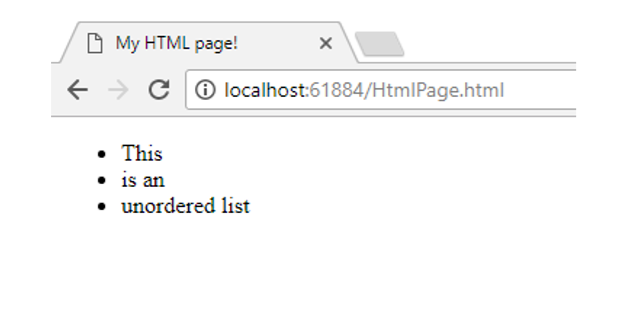 My HTML page!
localhost:61884/HtmlPage.html
This
is an
unordered list